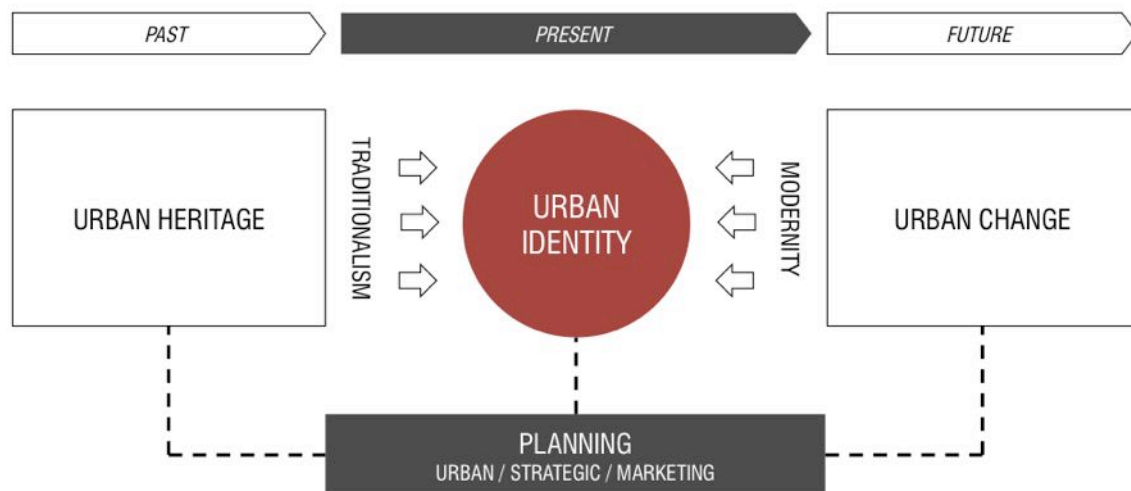 PAST
PRESENT
FUTURE
URBAN HERITAGE
TRADITIONALISM
URBAN
IDENTITY
MODERNITY
URBAN CHANGE
PLANNING
URBAN / STRATEGIC / MARKETING